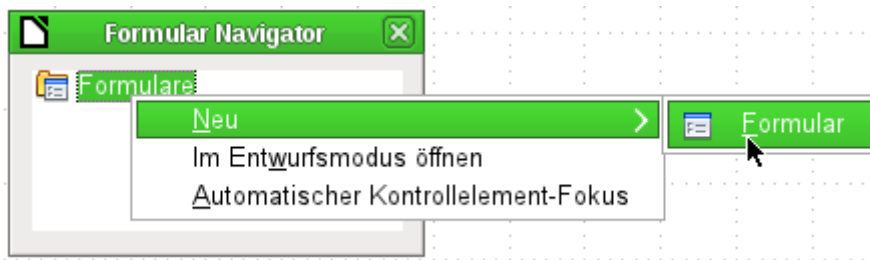 Formular Navigator
Formulare
Neu
Formular
Im Entwurfsmodus öffnen
Automatischer Kontrollelement-Fokus